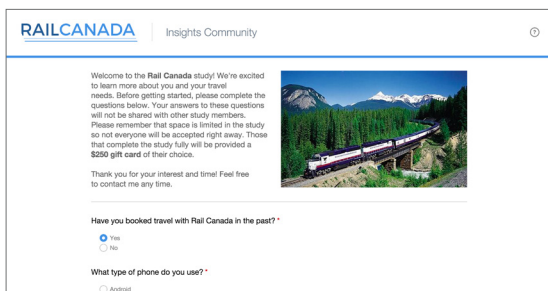 RAILCANADA
Insights Community
?
Welcome to the Rail Canada study! We're excited
to learn more about you and your travel
needs. Before getting started, please complete the
questions below. Your answers to these questions
will not be shared with other study members.
Please remember that space is limited in the study
so not everyone will be accepted right away. Those
that complete the study fully will be provided a
$250 gift card of their choice.
Thank you for your interest and time! Feel free
to contact me any time.
Have you booked travel with Rail Canada in the past? *
Yes
No
What type of phone do you use? *
Android